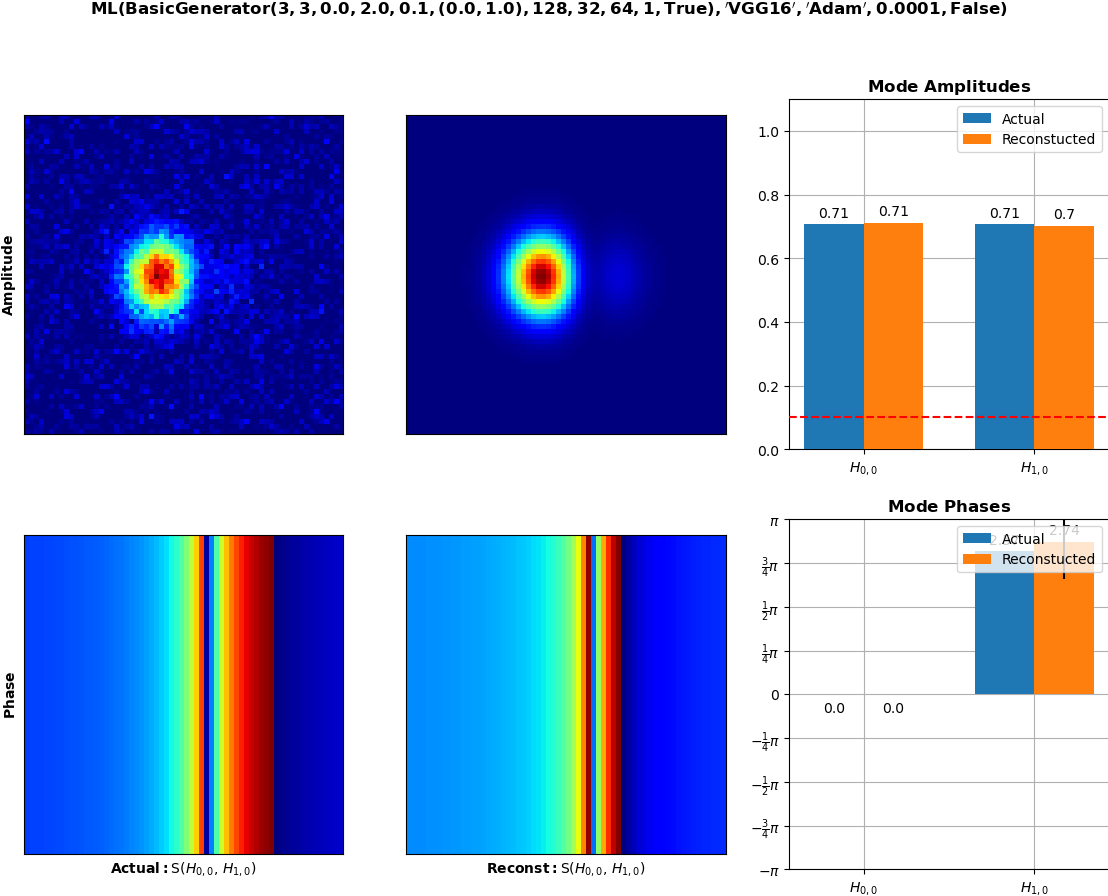 ML(BasicGenerator(3, 3, 0.0, 2.0, 0.1, (0.0, 1.0), 128, 32, 64, 1, True), ′VGG16′, ′Adam′, 0.0001, False)
Amplitude
Mode Amplitudes
Actual
Reconstucted
1.0
0.8
0.6
0.4
0.2
0.0
0.71
0.71
0.71
0.7
H0, 0
H1, 0
Phase
Actual: S(H0, 0, H1, 0)
Reconst: S(H0, 0, H1, 0)
Mode Phases
Actual
Reconstucted
2.74
π
3/4π
1/2π
1/4π
0
−1/4π
−1/2π
−3/4π
−π
0.0
0.0
H0, 0
H1, 0